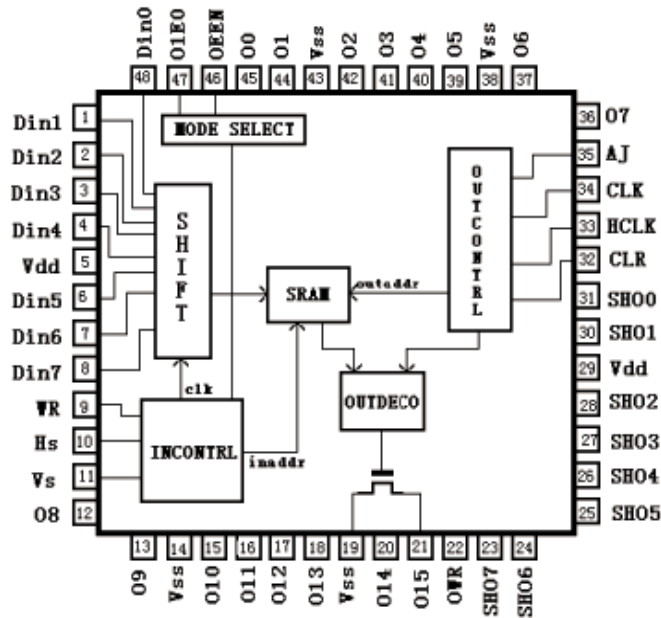 Din0 O1E0 OEEN O0 O1 Vss O2 O3 O4 O5 Vss O6
48 47 46 45 44 43 42 41 40 39 38 37
Din1 1
Din2 2
Din3 3
Din4 4
Vdd 5
Din5 6
Din6 7
Din7 8
WR 9
Hs 10
Vs 11
O8 12
MODE SELECT
SHIFT
SRAM
outaddr
OUTCONTRL
clk
OUTDECO
INCONTRL
inaddr
36 O7
35 AJ
34 CLK
33 HCLK
32 CLR
31 SHO0
30 SHO1
29 Vdd
28 SHO2
27 SHO3
26 SHO4
25 SHO5
13 14 15 16 17 18 19 20 21 22 23 24
O9 Vss O10 O11 O12 O13 Vss O14 O15 OWR SHO7 SHO6